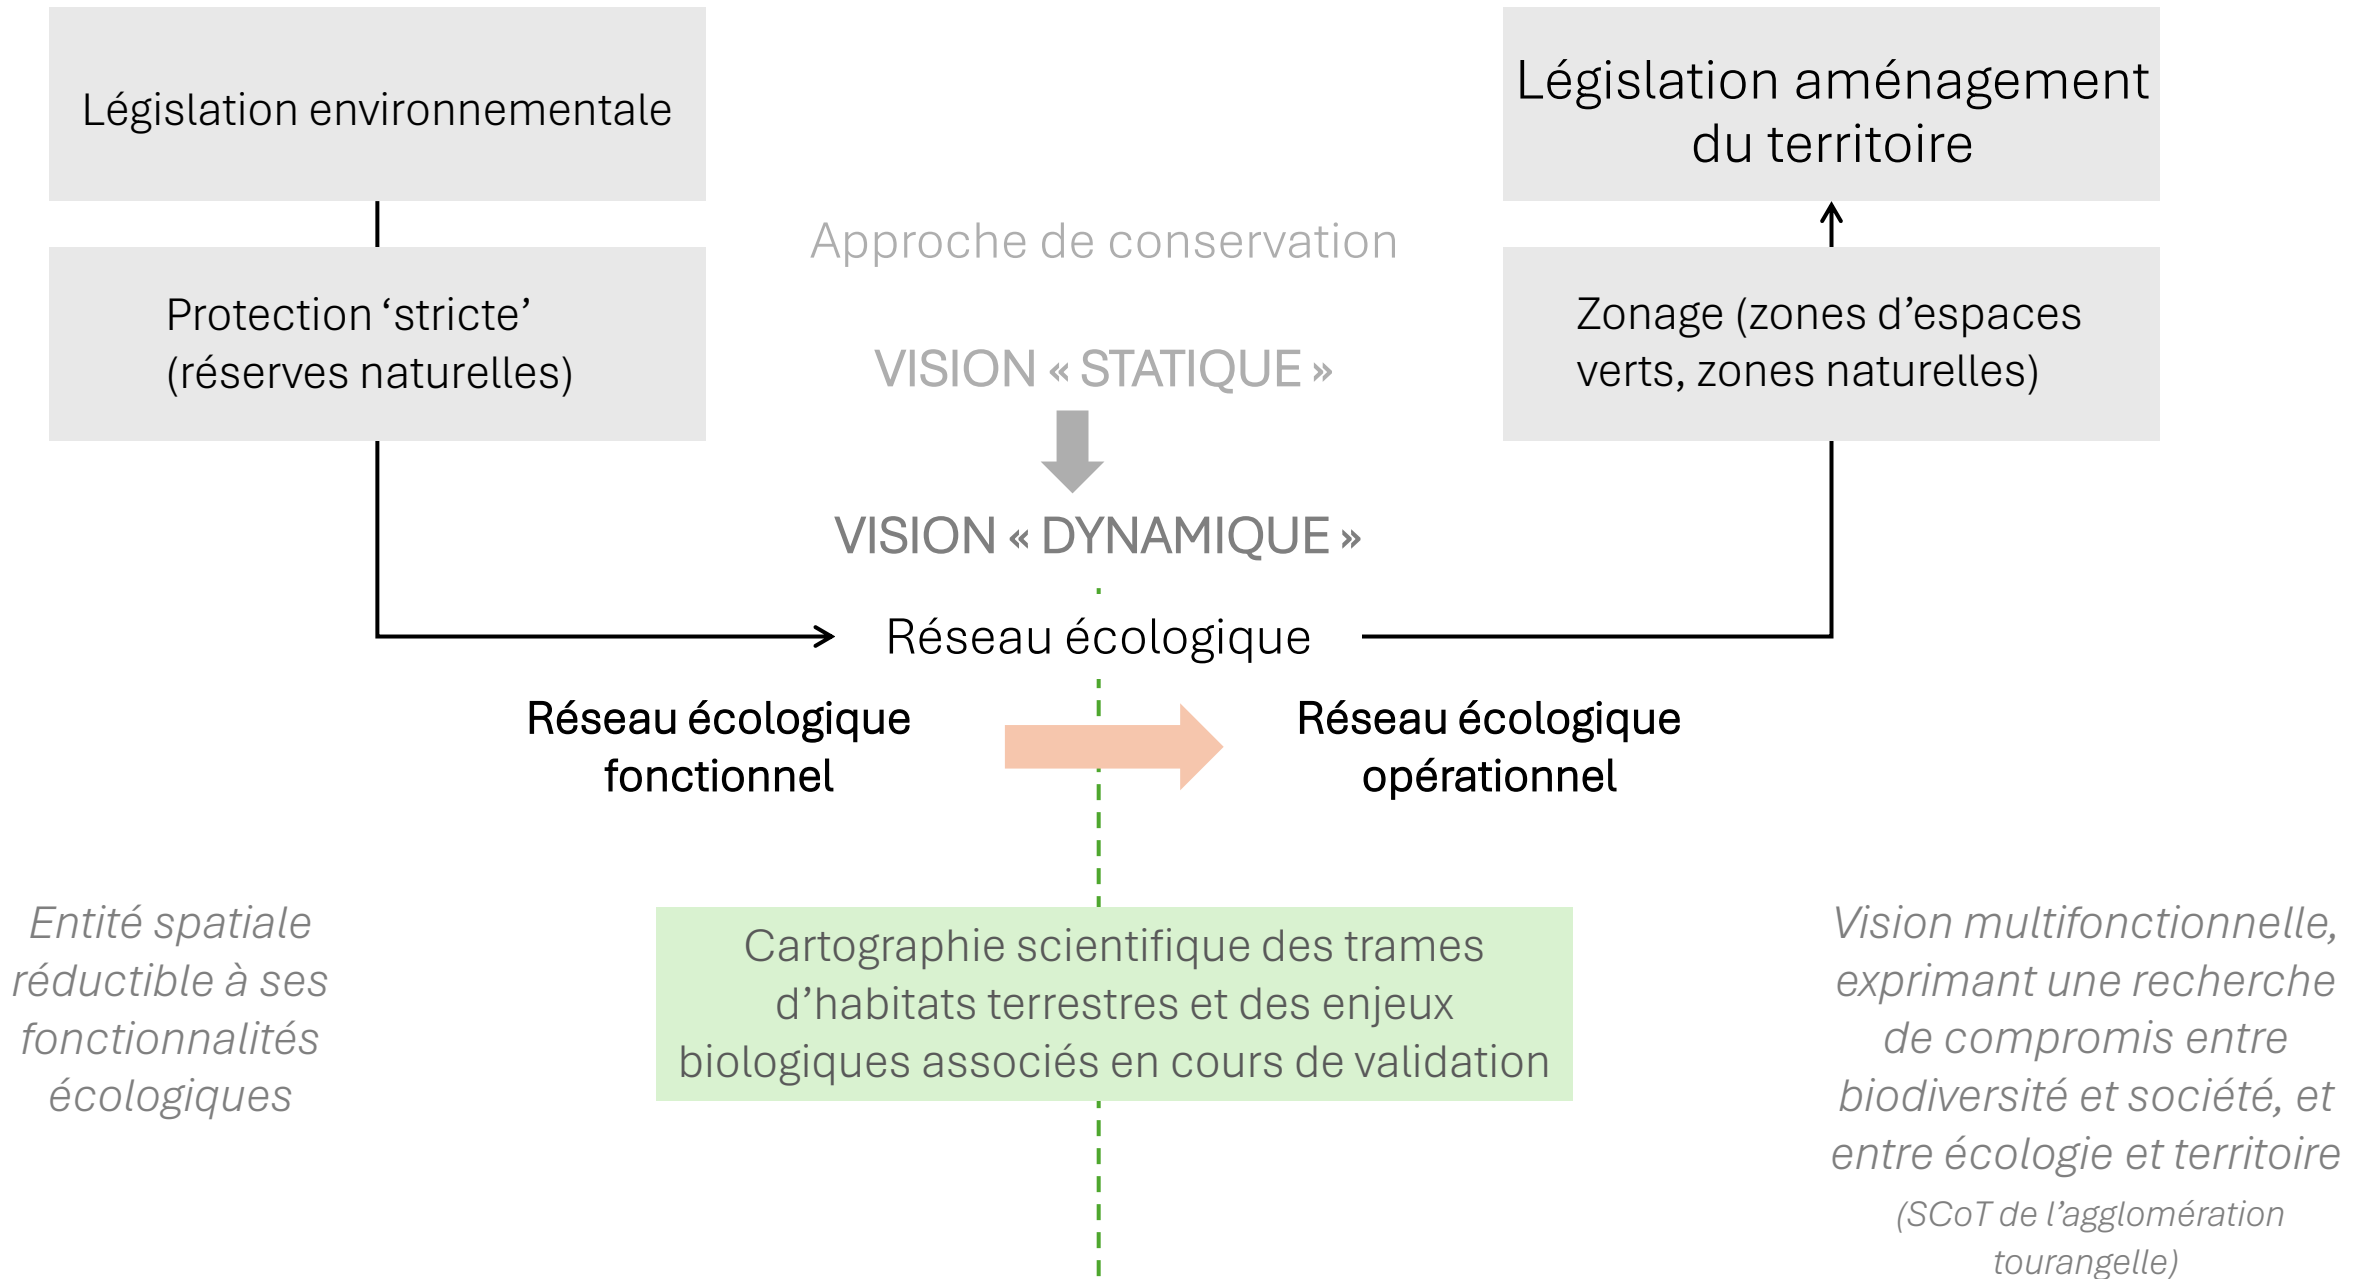 Législation environnementale
Législation aménagement
du territoire
Approche de conservation
Protection ‘stricte’
(réserves naturelles)
Zonage (zones d’espaces
verts, zones naturelles)
VISION « STATIQUE »
VISION « DYNAMIQUE »
Réseau écologique
Réseau écologique
fonctionnel
Réseau écologique
opérationnel
Entité spatiale
réductible à ses
fonctionnalités
écologiques
Cartographie scientifique des trames
d’habitats terrestres et des enjeux
biologiques associés en cours de validation
Vision multifonctionnelle,
exprimant une recherche
de compromis entre
biodiversité et société, et
entre écologie et territoire
(SCoT de l’agglomération
tourangelle)